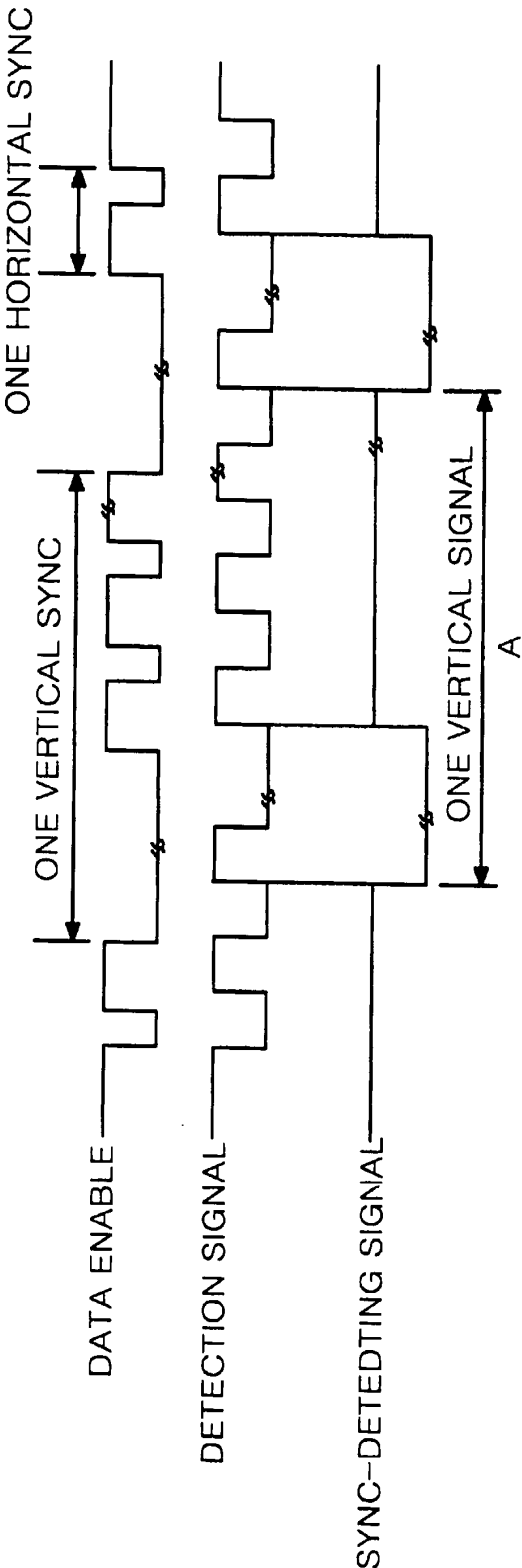 ONE HORIZONTAL SYNC
ONE VERTICAL SYNC
DATA ENABLE
DETECTION SIGNAL
SYNC-DETEDTING SIGNAL
ONE VERTICAL SIGNAL
A